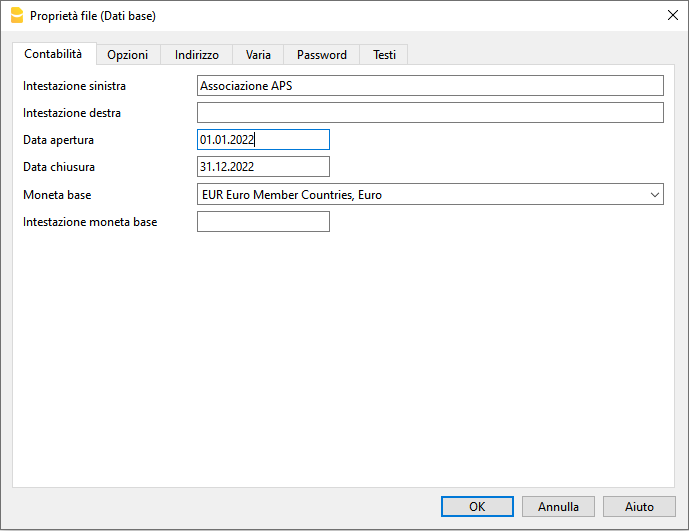 Proprietà file (Dati base)
Contabilità Opzioni Indirizzo Varia Password Testi
Intestazione sinistra Associazione APS
Intestazione destra
Data apertura 01.01.2022
Data chiusura 31.12.2022
Moneta base EUR Euro Member Countries, Euro
Intestazione moneta base
OK Annulla Aiuto